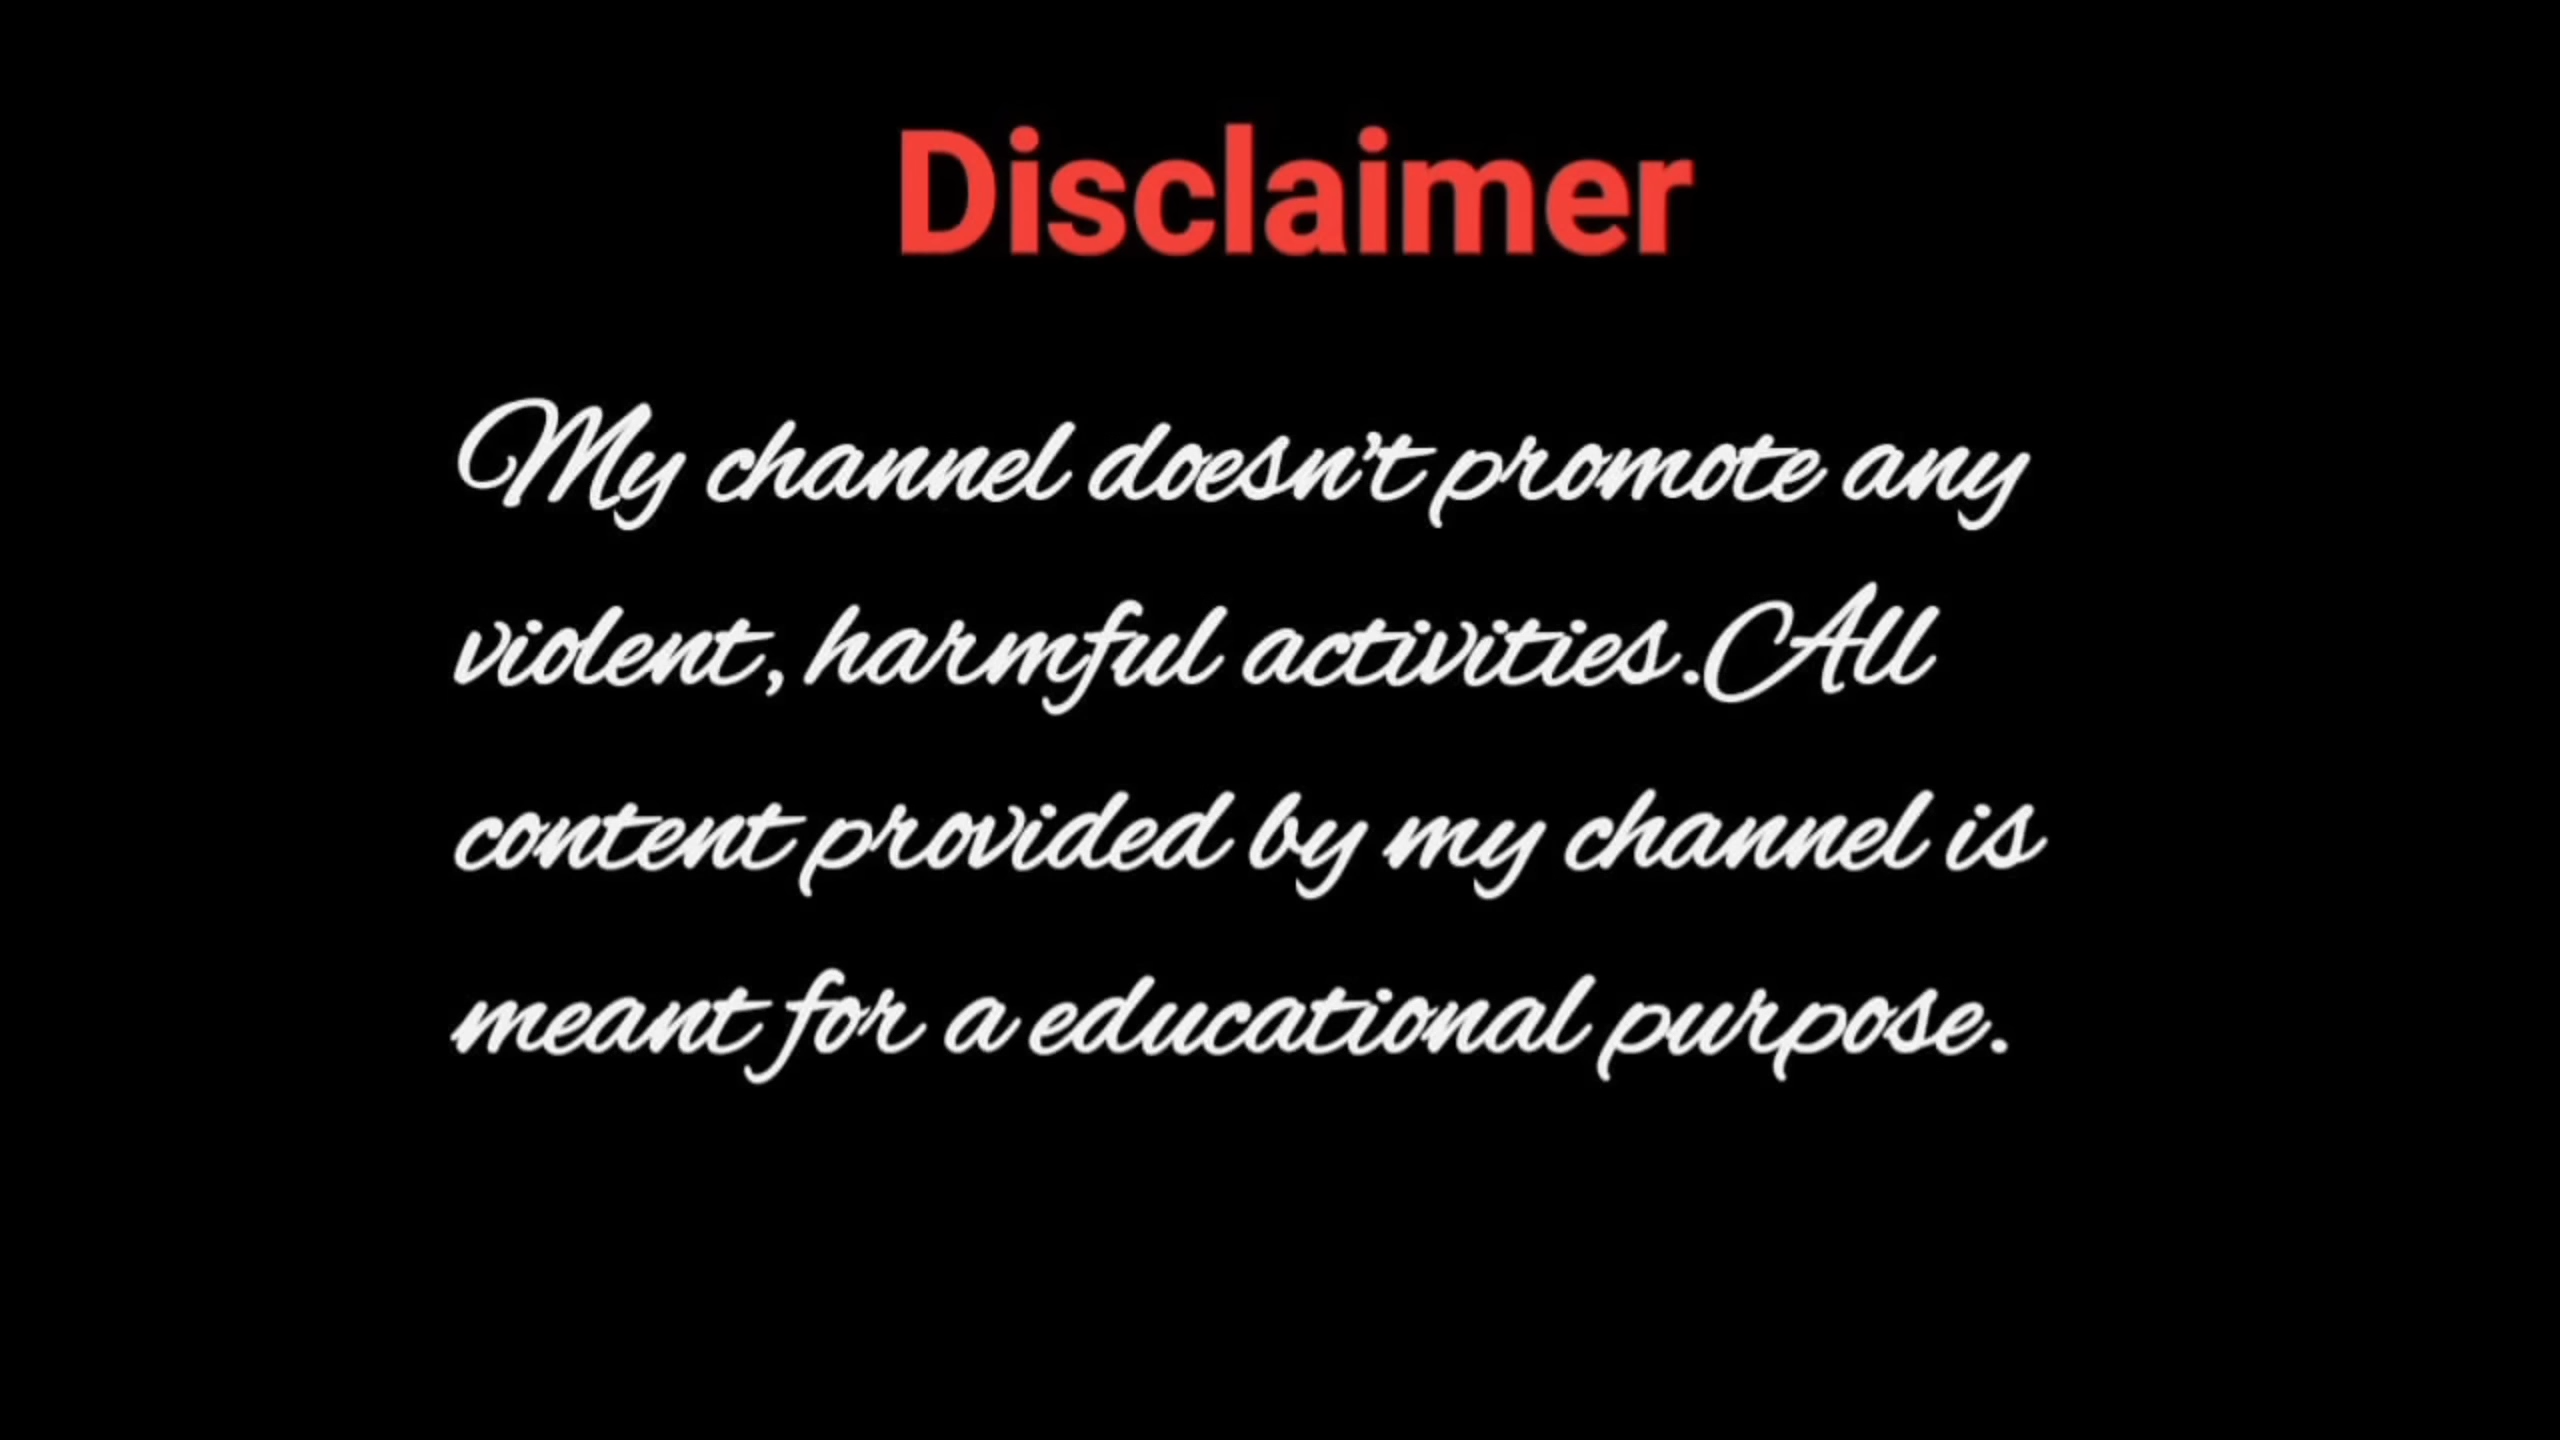 Disclaimer
My channel doesn't promote any
violent, harmful activities.All
content provided by my channel is
meant for a educational purpose.